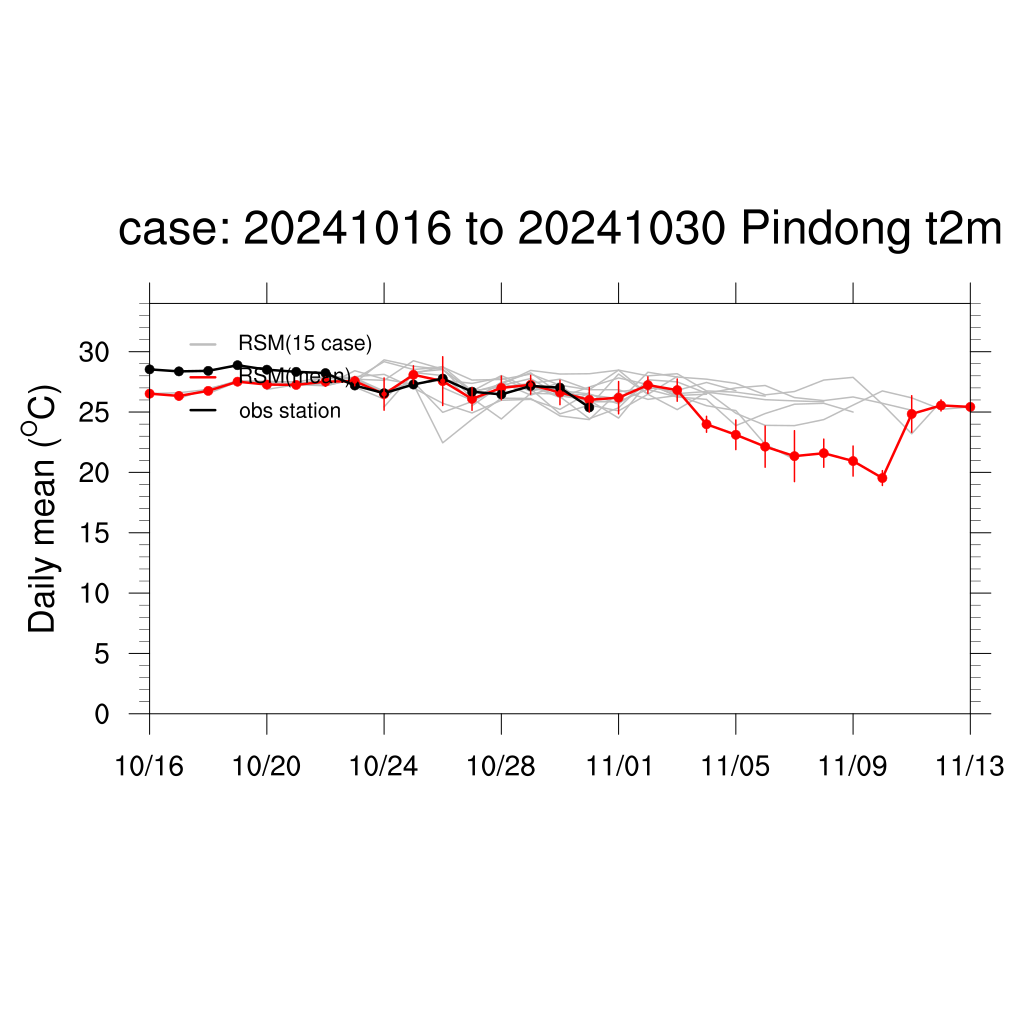 case: 20241016 to 20241030 Pindong t2m
RSM(15 case)
RSM(mean)
obs station
Daily mean (OC)
30
25
20
15
10
5
0
10/16 10/20 10/24 10/28 11/01 11/05 11/09 11/13